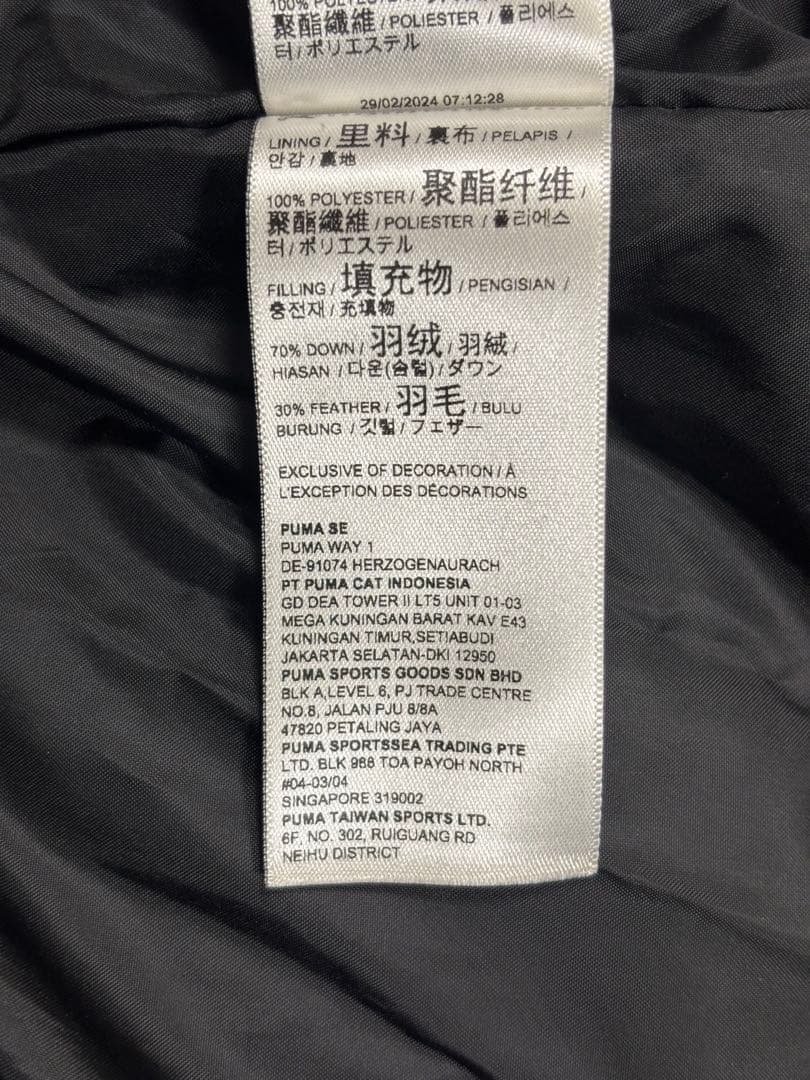 100% POLYESTER /
聚酯纖維 / POLIESTER / 폴리에스
터 / ポリエステル
29/02/2024 07:12:28
LINING / 里料 / 裏布 / PELAPIS /
안감 / 裏地
100% POLYESTER / 聚酯纤维 /
聚酯纖維 / POLIESTER / 폴리에스
터 / ポリエステル
FILLING / 填充物 / PENGISIAN /
충전재 / 充填物
70% DOWN / 羽绒 / 羽絨 /
HIASAN / 다운(솜털) / ダウン
30% FEATHER / 羽毛 / BULU
BURUNG / 깃털 / フェザー
EXCLUSIVE OF DECORATION / À
L'EXCEPTION DES DÉCORATIONS
PUMA SE
PUMA WAY 1
DE-91074 HERZOGENAURACH
PT PUMA CAT INDONESIA
GD DEA TOWER II LT5 UNIT 01-03
MEGA KUNINGAN BARAT KAV E43
KUNINGAN TIMUR,SETIABUDI
JAKARTA SELATAN-DKI 12950
PUMA SPORTS GOODS SDN BHD
BLK A,LEVEL 6, PJ TRADE CENTRE
NO.8, JALAN PJU 8/8A
47820 PETALING JAYA
PUMA SPORTSSEA TRADING PTE
LTD. BLK 988 TOA PAYOH NORTH
#04-03/04
SINGAPORE 319002
PUMA TAIWAN SPORTS LTD.
6F, NO. 302, RUIGUANG RD
NEIHU DISTRICT